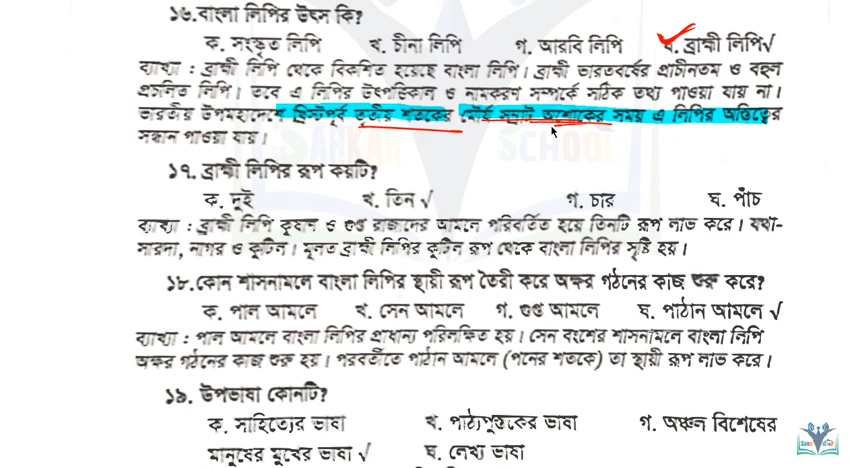 ১৬.বাংলা লিপির উৎস কি?
ক. সংস্কৃত লিপি খ. চীনা লিপি গ. আরবি লিপি ঘ. ব্রাহ্মী লিপি√
ব্যাখ্যা : ব্রাহ্মী লিপি থেকে বিকশিত হয়েছে বাংলা লিপি। ব্রাহ্মী ভারতবর্ষের প্রাচীনতম ও বহুল
প্রচলিত লিপি। তবে এ লিপির উৎপত্তিকাল ও নামকরণ সম্পর্কে সঠিক তথ্য পাওয়া যায় না।
ভারতীয় উপমহাদেশে খ্রিস্টপূর্ব তৃতীয় শতকের মৌর্য সম্রাট অশোকের সময় এ লিপির অস্তিত্বের
সন্ধান পাওয়া যায়।
১৭. ব্রাহ্মী লিপির রূপ কয়টি?
ক. দুই খ. তিন √ গ. চার ঘ. পাঁচ
ব্যাখ্যা : ব্রাহ্মী লিপি কুষান ও গুপ্ত রাজাদের আমলে পরিবর্তিত হয়ে তিনটি রূপ লাভ করে। যথা-
সারদা, নাগর ও কুটিল। মূলত ব্রাহ্মী লিপির কুটিল রূপ থেকে বাংলা লিপির সৃষ্টি হয়।
১৮.কোন শাসনামলে বাংলা লিপির স্থায়ী রূপ তৈরী করে অক্ষর গঠনের কাজ শুরু করে?
ক. পাল আমলে খ. সেন আমলে গ. গুপ্ত আমলে ঘ. পাঠান আমলে √
ব্যাখ্যা : পাল আমলে বাংলা লিপির প্রাধান্য পরিলক্ষিত হয়। সেন বংশের শাসনামলে বাংলা লিপি
অক্ষর গঠনের কাজ শুরু হয়। পরবর্তীতে পাঠান আমলে (পনের শতকে) তা স্থায়ী রূপ লাভ করে।
১৯. উপভাষা কোনটি?
ক. সাহিত্যের ভাষা খ. পাঠ্যপুস্তকের ভাষা গ. অঞ্চল বিশেষের
মানুষের মুখের ভাষা √ ঘ. লেখ্য ভাষা